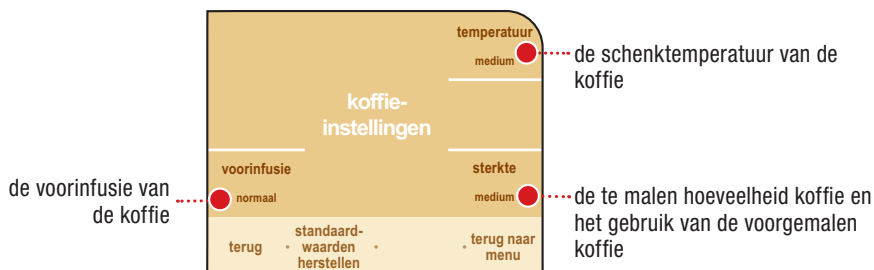 temperatuur
medium
de schenktemperatuur van de
koffie
koffie-
instellingen
voorinfusie
normaal
de voorinfusie van
de koffie
sterkte
medium
de te malen hoeveelheid koffie en
het gebruik van de voorgemalen
koffie
terug
standaard-
waarden
herstellen
terug naar
menu